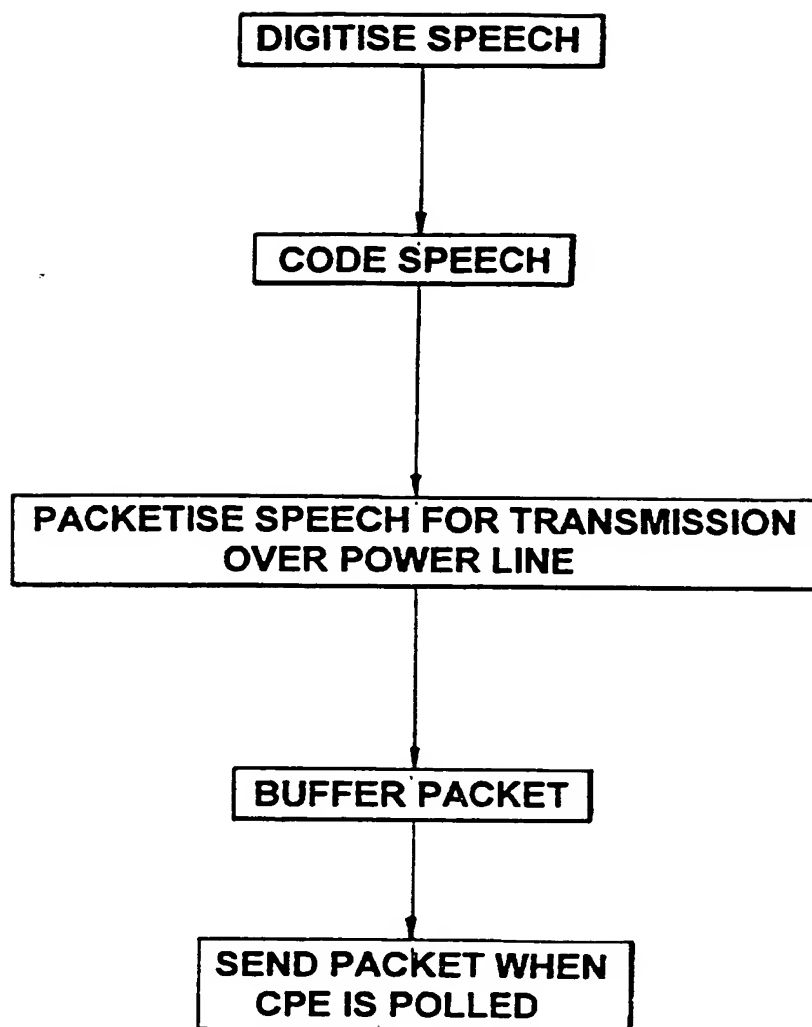 DIGITISE SPEECH
CODE SPEECH
PACKETISE SPEECH FOR TRANSMISSION
OVER POWER LINE
BUFFER PACKET
SEND PACKET WHEN
CPE IS POLLED